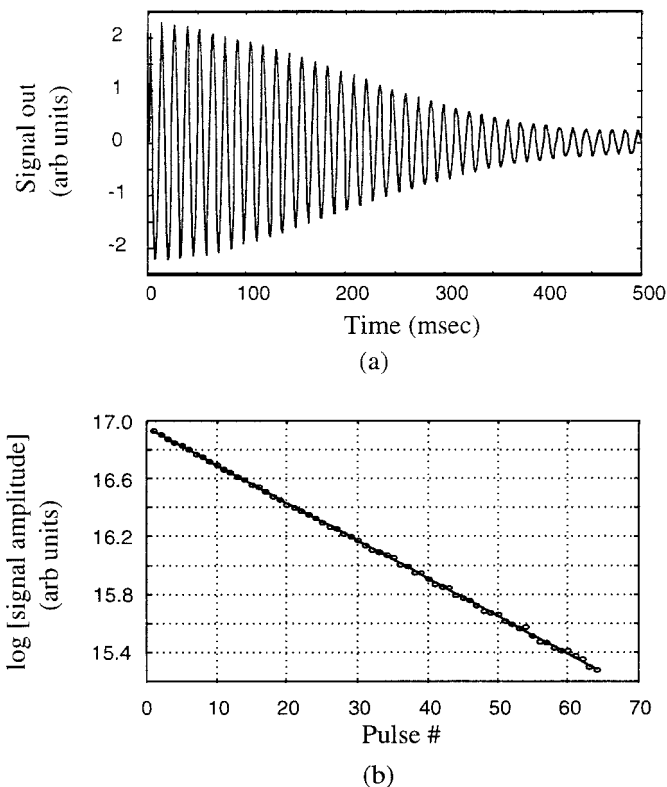 2
1
0
-1
-2
Signal out
(arb units)
0 100 200 300 400 500
Time (msec)
(a)
17.0
16.6
16.2
15.8
15.4
log [signal amplitude]
(arb units)
0 10 20 30 40 50 60 70
Pulse #
(b)